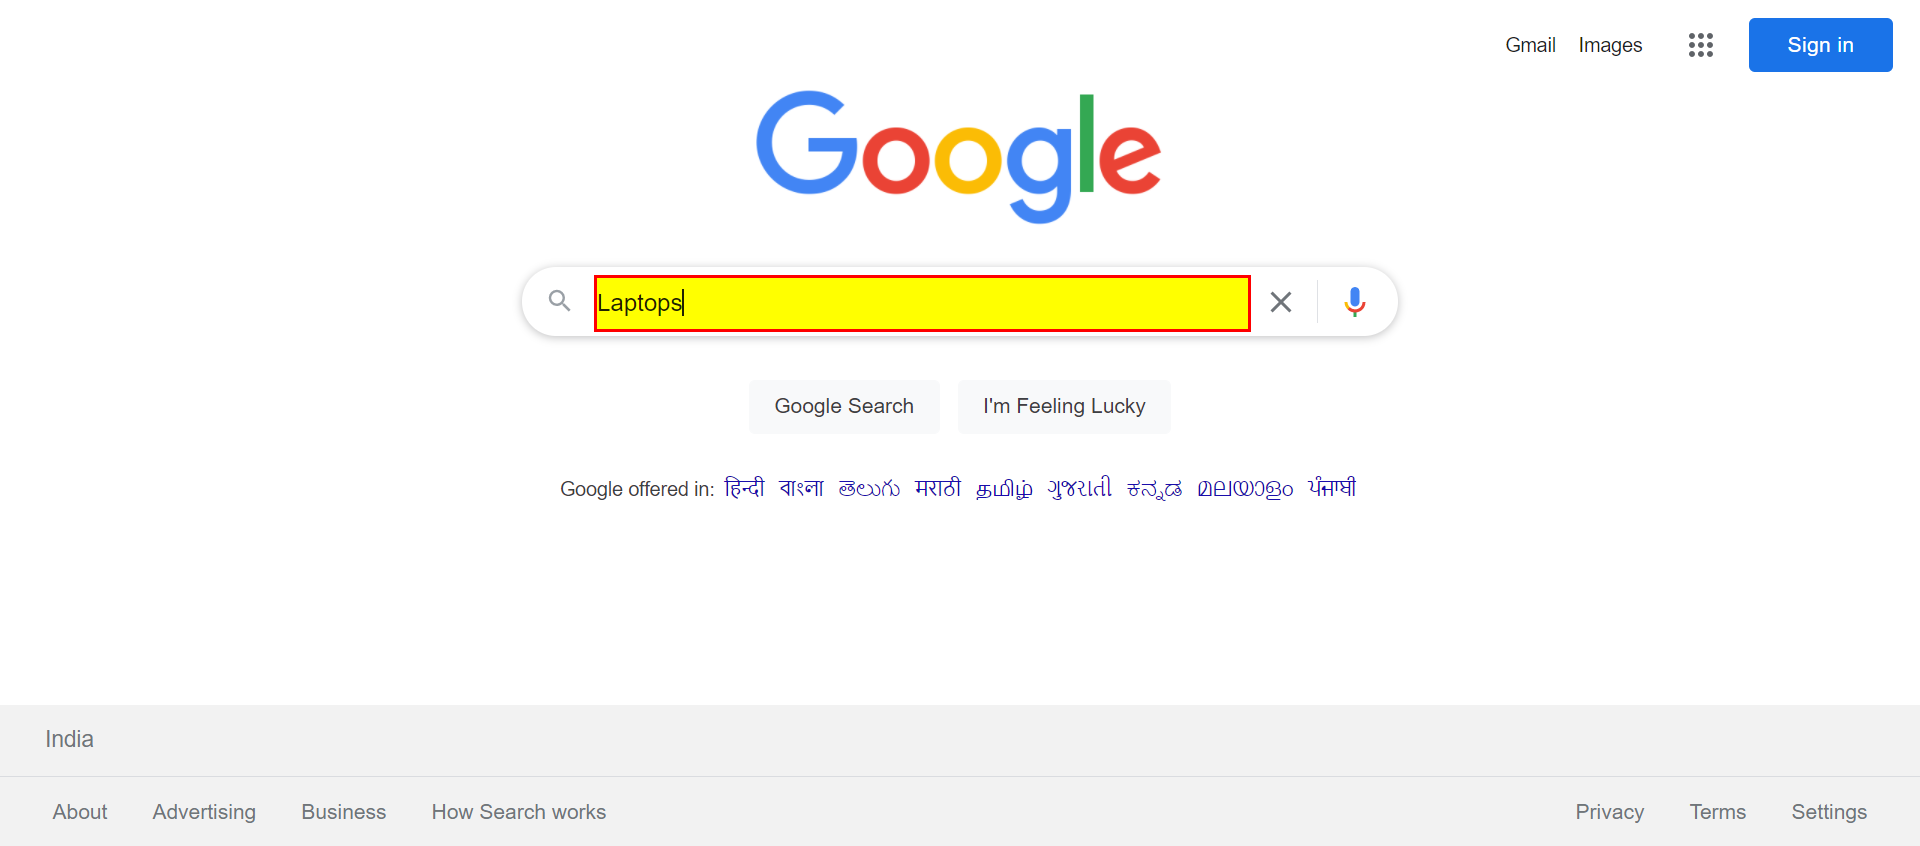 Gmail Images Sign in
Google
Laptops
Google Search I'm Feeling Lucky
Google offered in: हिन्दी বাংলা తెలుగు मराठी தமிழ் ગુજરાતી ಕನ್ನಡ മലയാളം ਪੰਜਾਬੀ
India
About Advertising Business How Search works Privacy Terms Settings